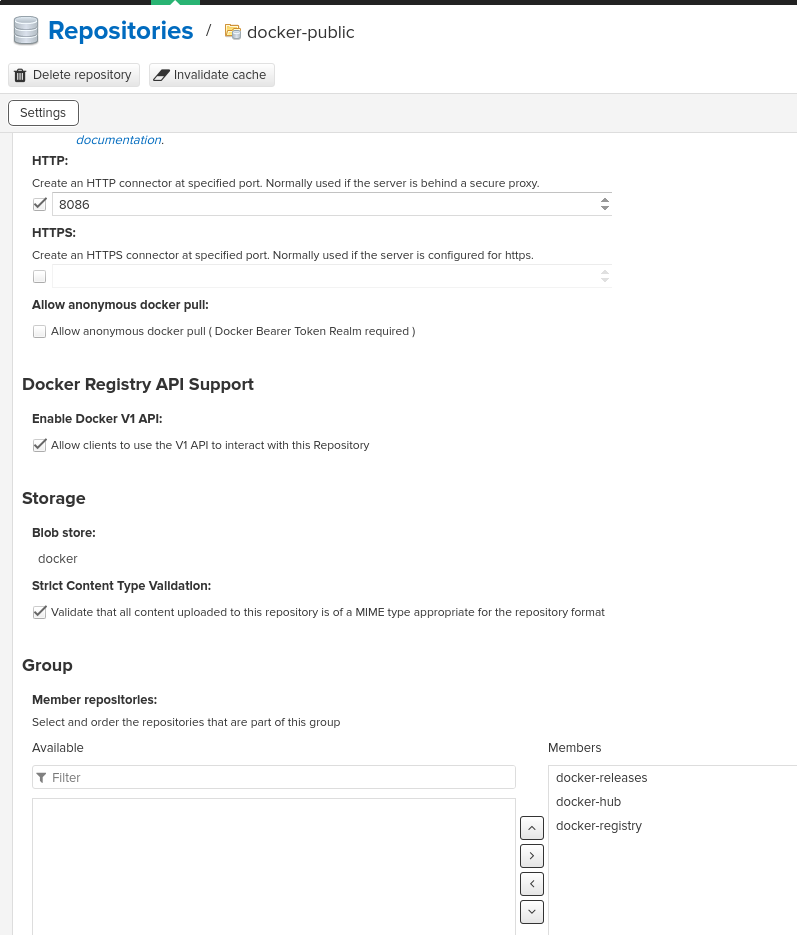 Repositories / docker-public
Delete repository Invalidate cache
Settings
documentation.
HTTP:
Create an HTTP connector at specified port. Normally used if the server is behind a secure proxy.
8086
HTTPS:
Create an HTTPS connector at specified port. Normally used if the server is configured for https.
Allow anonymous docker pull:
Allow anonymous docker pull ( Docker Bearer Token Realm required )
Docker Registry API Support
Enable Docker V1 API:
Allow clients to use the V1 API to interact with this Repository
Storage
Blob store:
docker
Strict Content Type Validation:
Validate that all content uploaded to this repository is of a MIME type appropriate for the repository format
Group
Member repositories:
Select and order the repositories that are part of this group
Available
Filter
Members
docker-releases
docker-hub
docker-registry